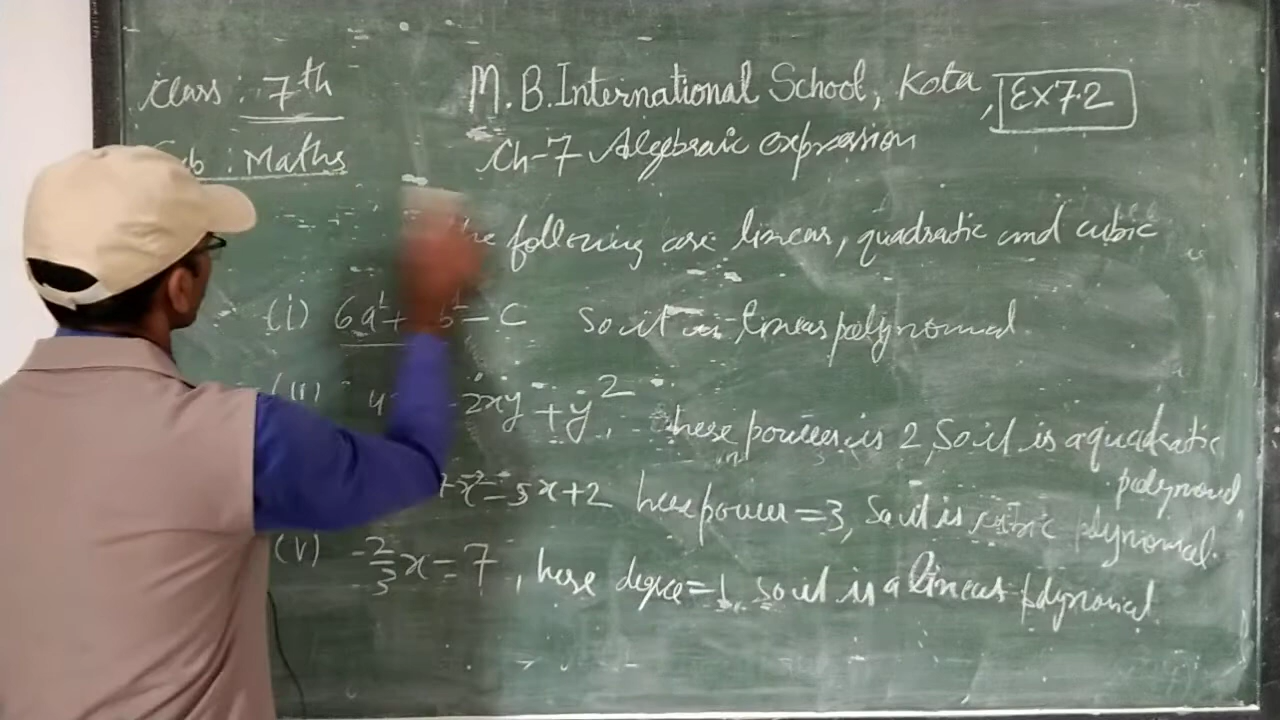 Class : 7th M.B. International School, Kota, Ex 7.2
Sub : Maths Ch-7 Algebraic expression
the following are linear, quadratic and cubic
(i) 6a¹ + b¹ - c So it is linear polynomial
(ii) 4 - 2xy + y², here power is 2, So it is a quadratic
polynomial
+ x² - 5x + 2 here power = 3, So it is cubic polynomial.
(v) -2/3 x - 7, here degree = 1, so it is a linear polynomial.